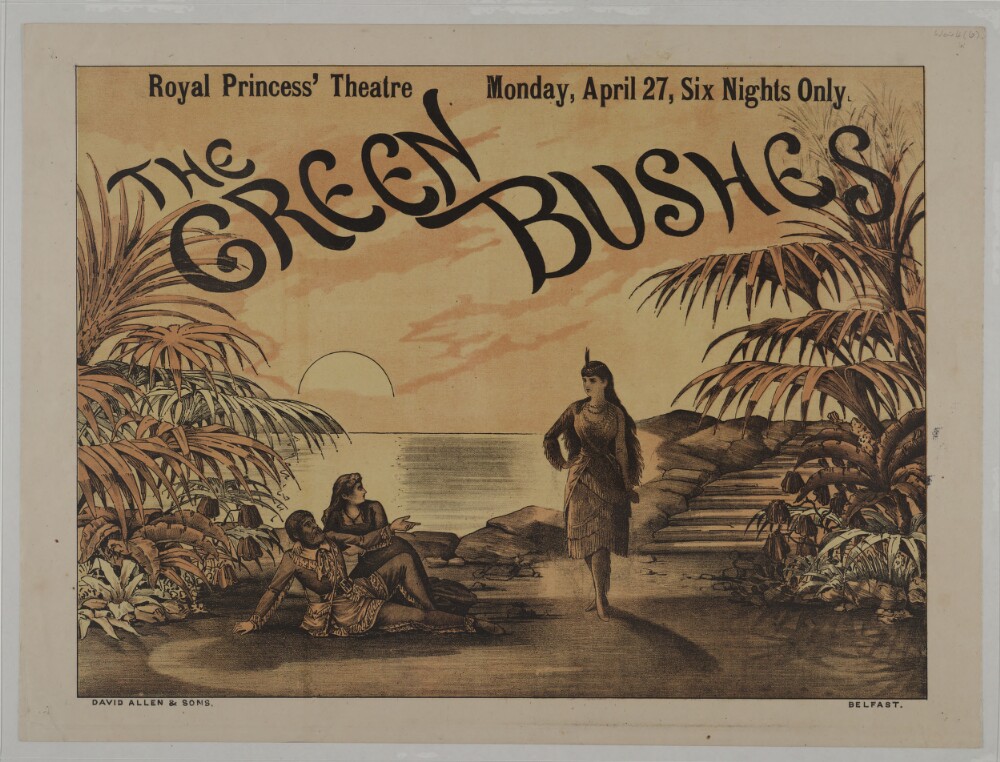 Royal Princess' Theatre Monday, April 27, Six Nights Only.
THE
GREEN BUSHES
DAVID ALLEN & SONS. BELFAST.